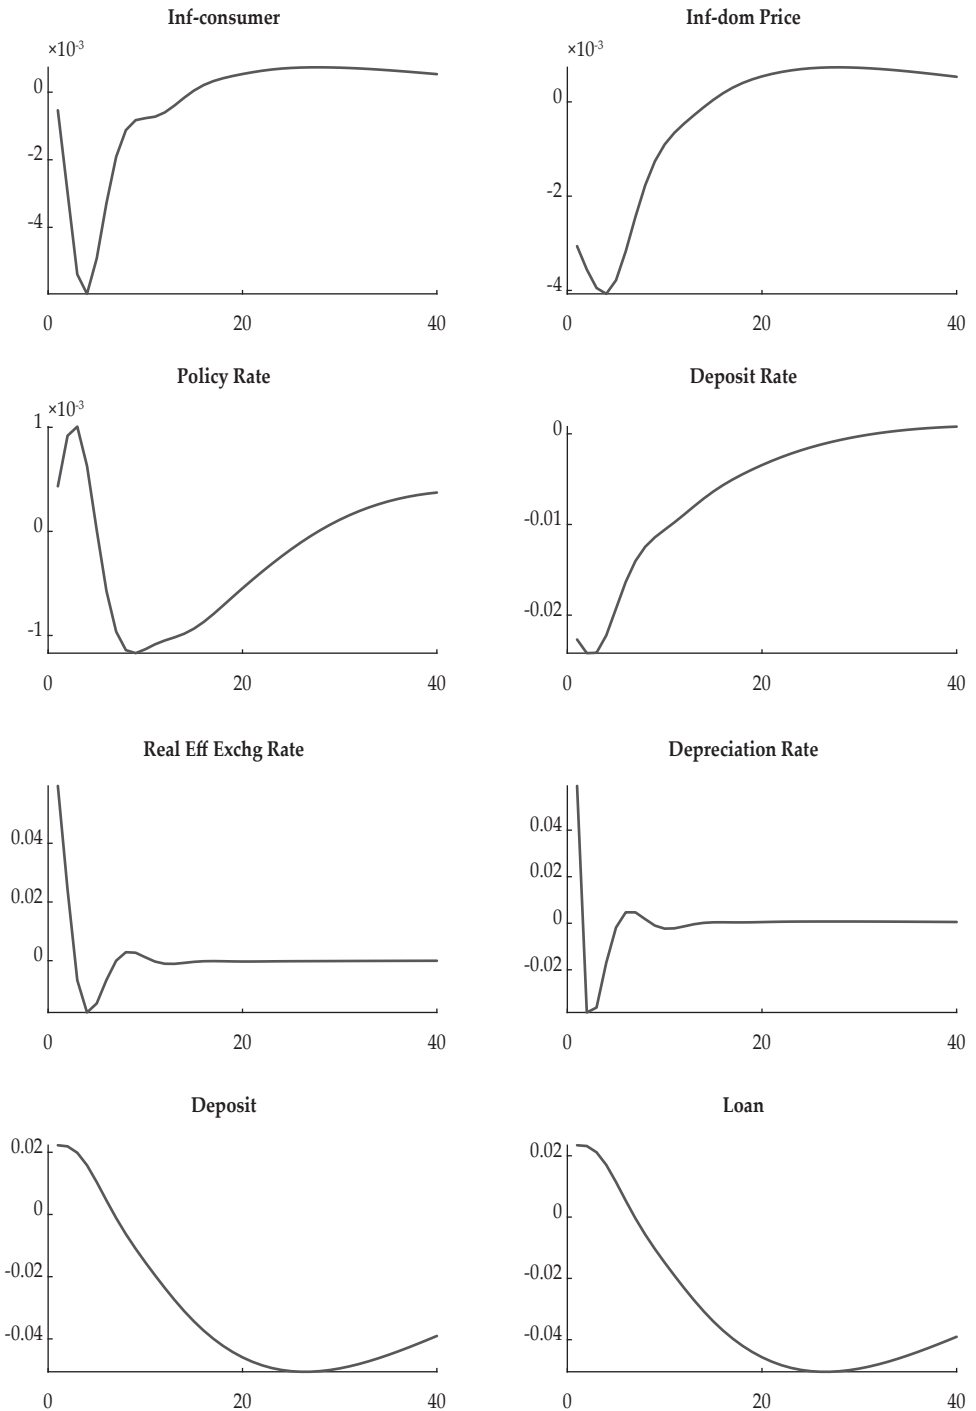 Inf-consumer
×10⁻³
0
-2
-4
0 20 40
Inf-dom Price
×10⁻³
0
-2
-4
0 20 40
Policy Rate
×10⁻³
1
0
-1
0 20 40
Deposit Rate
0
-0.01
-0.02
0 20 40
Real Eff Exchg Rate
0.04
0.02
0
0 20 40
Depreciation Rate
0.04
0.02
0
-0.02
0 20 40
Deposit
0.02
0
-0.02
-0.04
0 20 40
Loan
0.02
0
-0.02
-0.04
0 20 40